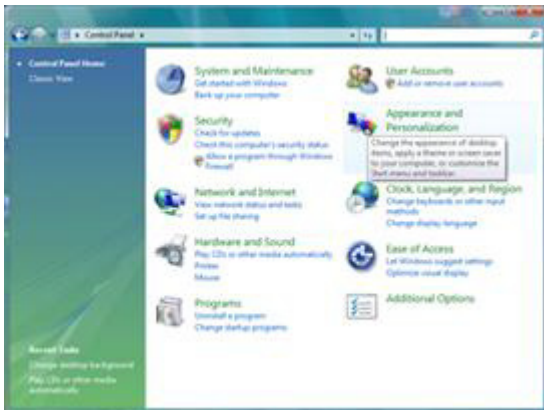 Control Panel
Control Panel Home
Classic View
System and Maintenance
Get started with Windows
Back up your computer
Security
Check for updates
Check this computer's security status
Allow a program through Windows
Firewall
Network and Internet
View network status and tasks
Set up file sharing
Hardware and Sound
Play CDs or other media automatically
Printer
Mouse
Programs
Uninstall a program
Change startup programs
User Accounts
Add or remove user accounts
Appearance and
Personalization
Change the appearance of desktop
items, apply a theme or screen saver
to your computer, or customize the
Start menu and taskbar.
Clock, Language, and Region
Change keyboards or other input
methods
Change display language
Ease of Access
Let Windows suggest settings
Optimize visual display
Additional Options
Recent Tasks
Change desktop background
Play CDs or other media
automatically